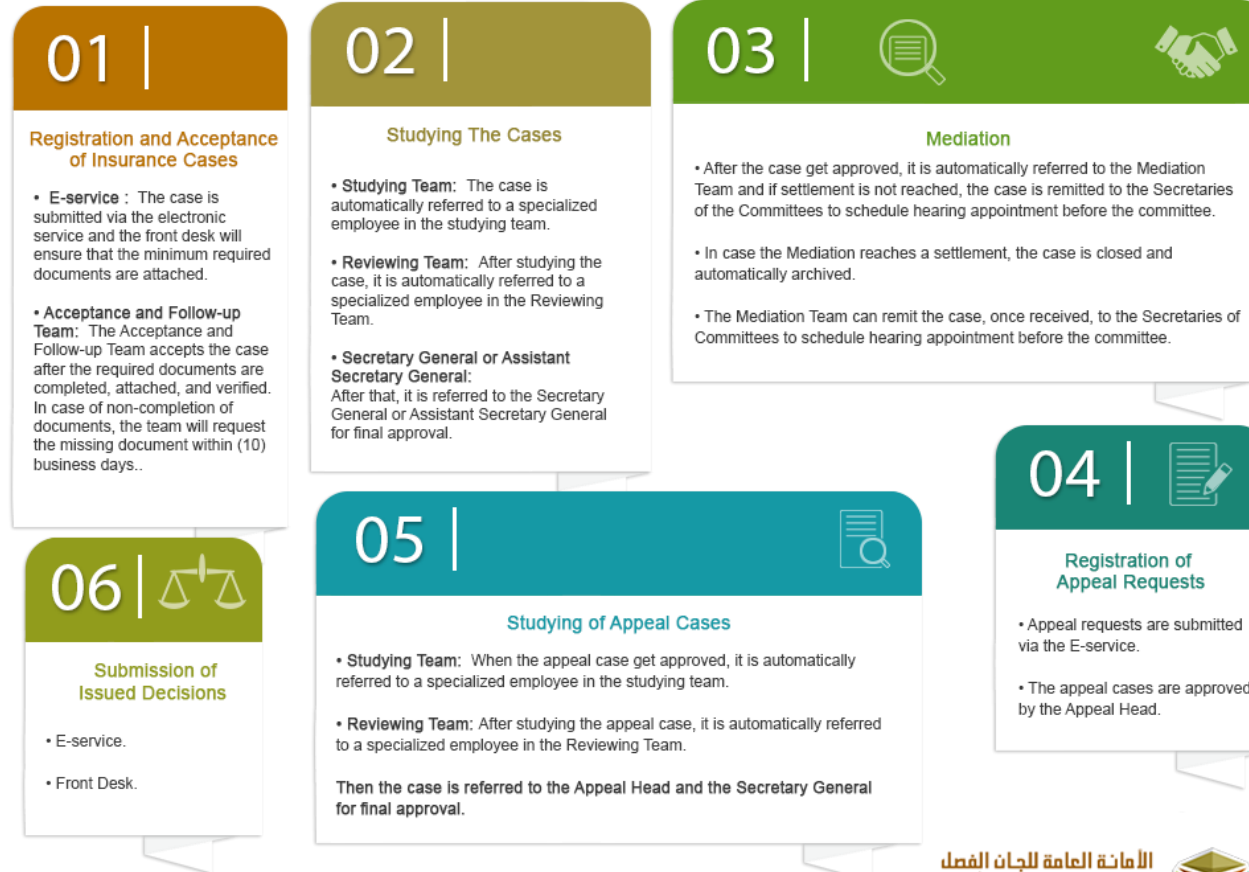 01
Registration and Acceptance
of Insurance Cases
• E-service : The case is
submitted via the electronic
service and the front desk will
ensure that the minimum required
documents are attached.
• Acceptance and Follow-up
Team: The Acceptance and
Follow-up Team accepts the case
after the required documents are
completed, attached, and verified.
In case of non-completion of
documents, the team will request
the missing document within (10)
business days..
02
Studying The Cases
• Studying Team: The case is
automatically referred to a specialized
employee in the studying team.
• Reviewing Team: After studying the
case, it is automatically referred to a
specialized employee in the Reviewing
Team.
• Secretary General or Assistant
Secretary General:
After that, it is referred to the Secretary
General or Assistant Secretary General
for final approval.
03
Mediation
• After the case get approved, it is automatically referred to the Mediation
Team and if settlement is not reached, the case is remitted to the Secretaries
of the Committees to schedule hearing appointment before the committee.
• In case the Mediation reaches a settlement, the case is closed and
automatically archived.
• The Mediation Team can remit the case, once received, to the Secretaries of
Committees to schedule hearing appointment before the committee.
04
Registration of
Appeal Requests
• Appeal requests are submitted
via the E-service.
• The appeal cases are approved
by the Appeal Head.
05
Studying of Appeal Cases
• Studying Team: When the appeal case get approved, it is automatically
referred to a specialized employee in the studying team.
• Reviewing Team: After studying the appeal case, it is automatically referred
to a specialized employee in the Reviewing Team.
Then the case is referred to the Appeal Head and the Secretary General
for final approval.
06
Submission of
Issued Decisions
• E-service.
• Front Desk.
الأمانة العامة للجان الفصل